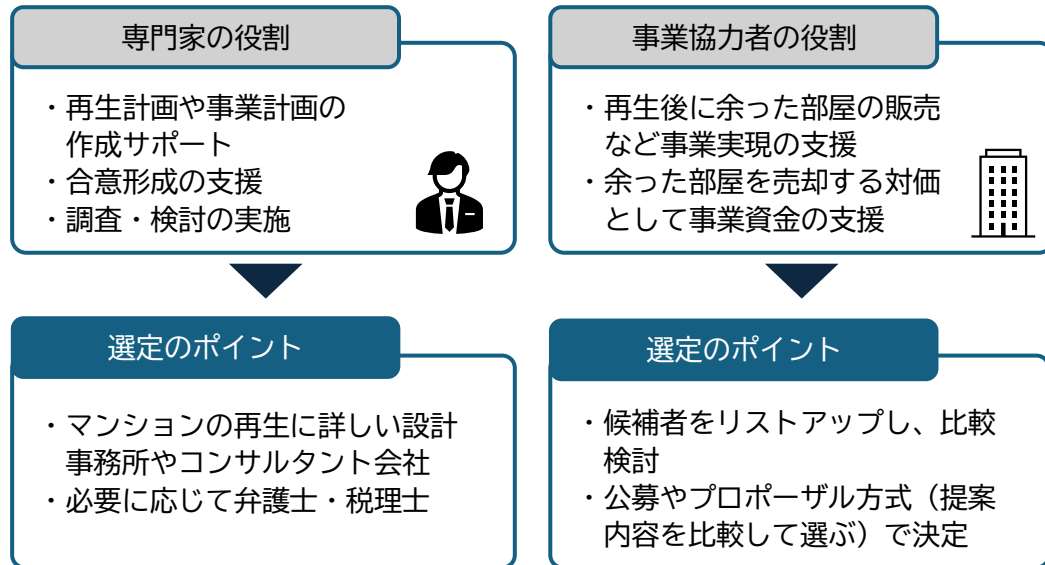 専門家の役割
・再生計画や事業計画の
作成サポート
・合意形成の支援
・調査・検討の実施
選定のポイント
・マンションの再生に詳しい設計
事務所やコンサルタント会社
・必要に応じて弁護士・税理士
事業協力者の役割
・再生後に余った部屋の販売
など事業実現の支援
・余った部屋を売却する対価
として事業資金の支援
選定のポイント
・候補者をリストアップし、比較
検討
・公募やプロポーザル方式（提案
内容を比較して選ぶ）で決定